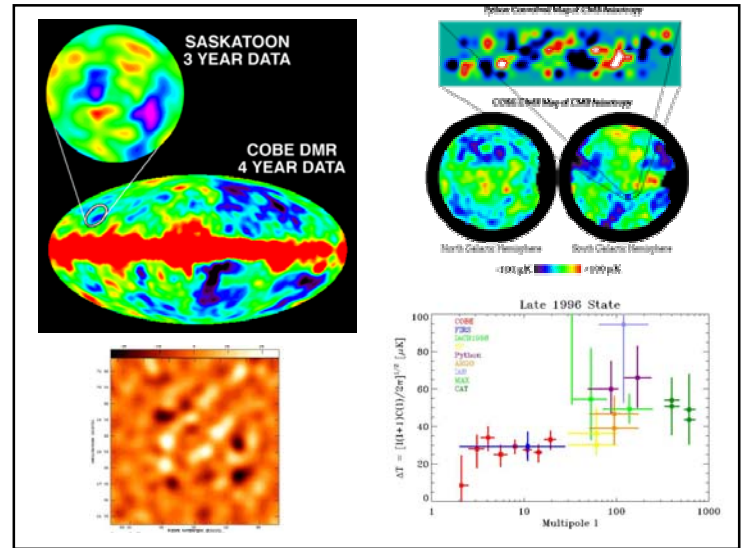 SASKATOON
3 YEAR DATA
COBE DMR
4 YEAR DATA
Python Combined Map of CMB Anisotropy
COBE DMR Map of CMB Anisotropy
North Galactic Hemisphere
South Galactic Hemisphere
-100 µK
+100 µK
Late 1996 State
COBE
FIRS
Python
ARGO
IAB
MAX
CAT
ΔT = [l(l+1)C(l)/2π]^1/2 [µK]
100
80
60
40
20
0
1
10
100
1000
Multipole l